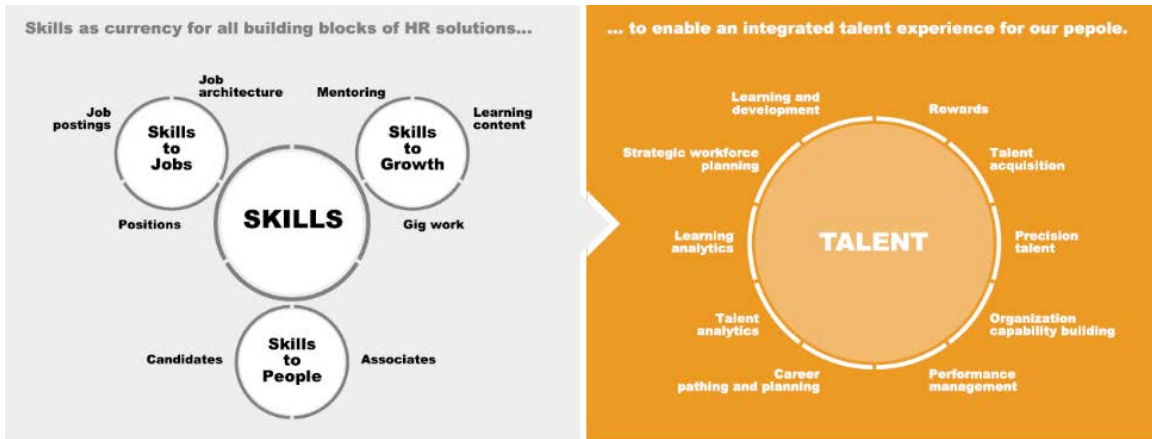 Skills as currency for all building blocks of HR solutions...
Job
architecture
Job
postings
Skills
to
Jobs
Positions
Mentoring
Learning
content
Skills
to
Growth
Gig work
SKILLS
Candidates
Skills
to
People
Associates
... to enable an integrated talent experience for our pepole.
Learning and
development
Rewards
Strategic workforce
planning
Talent
acquisition
Learning
analytics
TALENT
Precision
talent
Talent
analytics
Organization
capability building
Career
pathing and planning
Performance
management